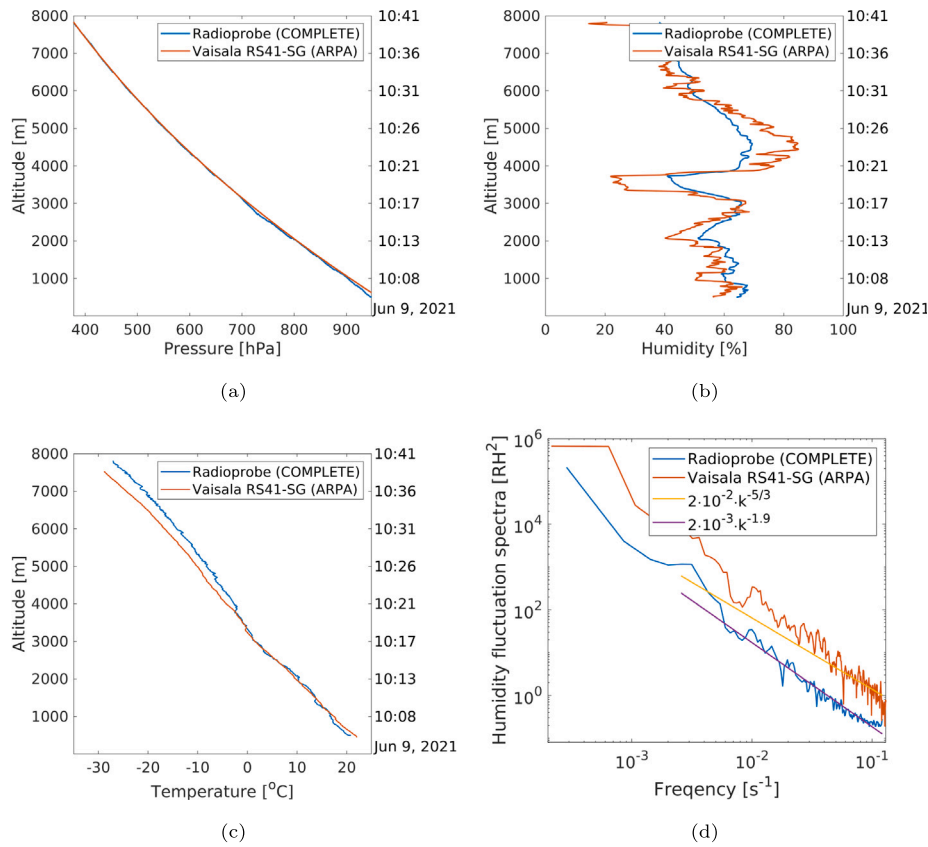 8000
7000
6000
5000
4000
3000
2000
1000
Altitude [m]
10:41
10:36
10:31
10:26
10:21
10:17
10:13
10:08
Jun 9, 2021
Radioprobe (COMPLETE)
Vaisala RS41-SG (ARPA)
400 500 600 700 800 900
Pressure [hPa]
(a)
8000
7000
6000
5000
4000
3000
2000
1000
Altitude [m]
10:41
10:36
10:31
10:26
10:21
10:17
10:13
10:08
Jun 9, 2021
Radioprobe (COMPLETE)
Vaisala RS41-SG (ARPA)
0 20 40 60 80 100
Humidity [%]
(b)
8000
7000
6000
5000
4000
3000
2000
1000
Altitude [m]
10:41
10:36
10:31
10:26
10:21
10:17
10:13
10:08
Jun 9, 2021
Radioprobe (COMPLETE)
Vaisala RS41-SG (ARPA)
-30 -20 -10 0 10 20
Temperature [°C]
(c)
10⁶
10⁴
10²
10⁰
Humidity fluctuation spectra [RH²]
Radioprobe (COMPLETE)
Vaisala RS41-SG (ARPA)
2·10⁻²·k⁻⁵ᐟ³
2·10⁻³·k⁻¹·⁹
10⁻³ 10⁻² 10⁻¹
Freqency [s⁻¹]
(d)